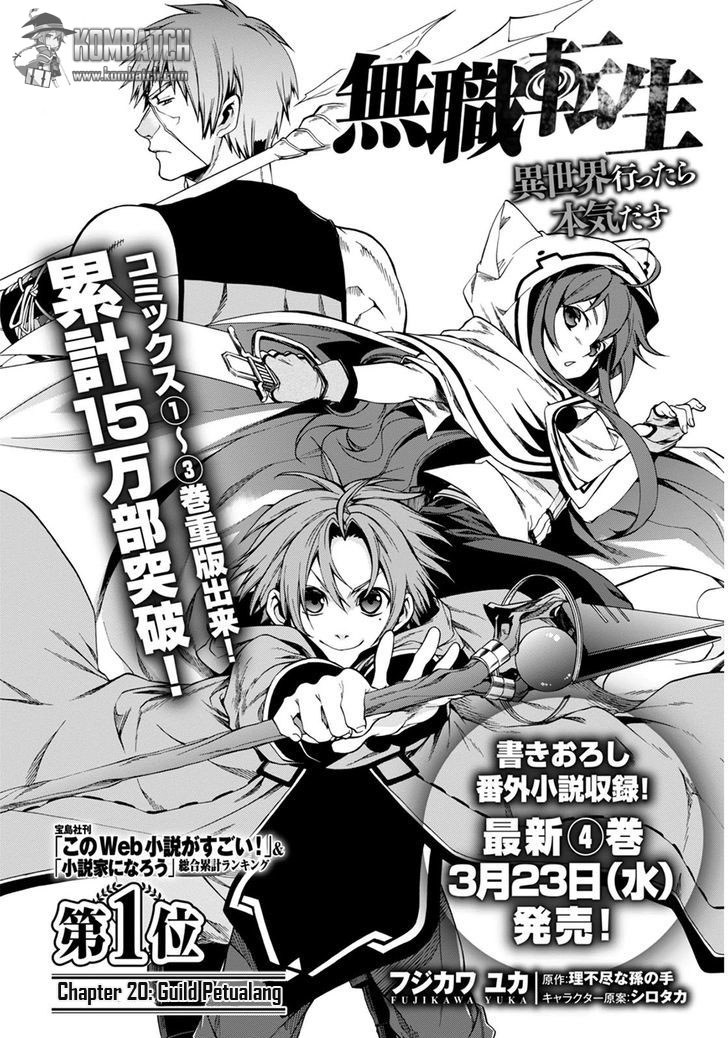 KOMBATCH
www.kombatch.com
無職転生
異世界行ったら
本気だす
コミックス①～③巻重版出来！
累計15万部突破！
書きおろし
番外小説収録！
最新④巻
3月23日（水）
発売！
宝島社刊
「このWeb小説がすごい！」&
「小説家になろう」総合累計ランキング
第1位
Chapter 20: Guild Petualang
フジカワ ユカ
FUJIKAWA YUKA
原作：理不尽な孫の手
キャラクター原案：シロタカ